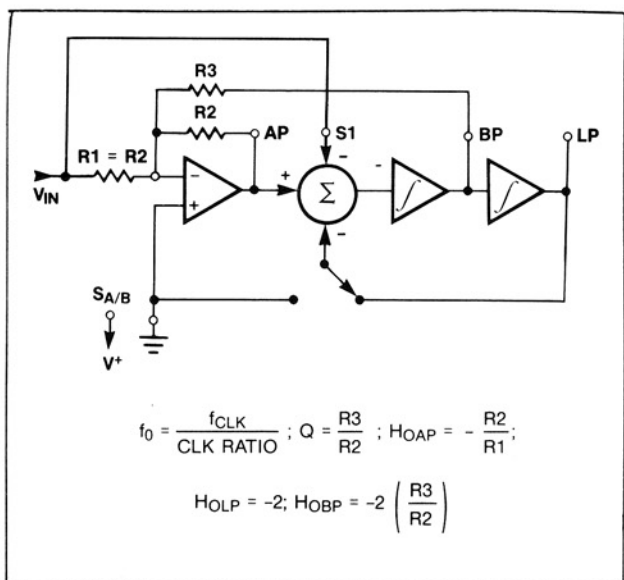 R3
R2
AP
S1
BP
LP
R1 = R2
VIN
−
+
+
Σ
−
-
−
∫
∫
SA/B
V+
f0 = fCLK / CLK RATIO ; Q = R3 / R2 ; HOAP = - R2 / R1;
HOLP = -2; HOBP = -2 ( R3 / R2 )